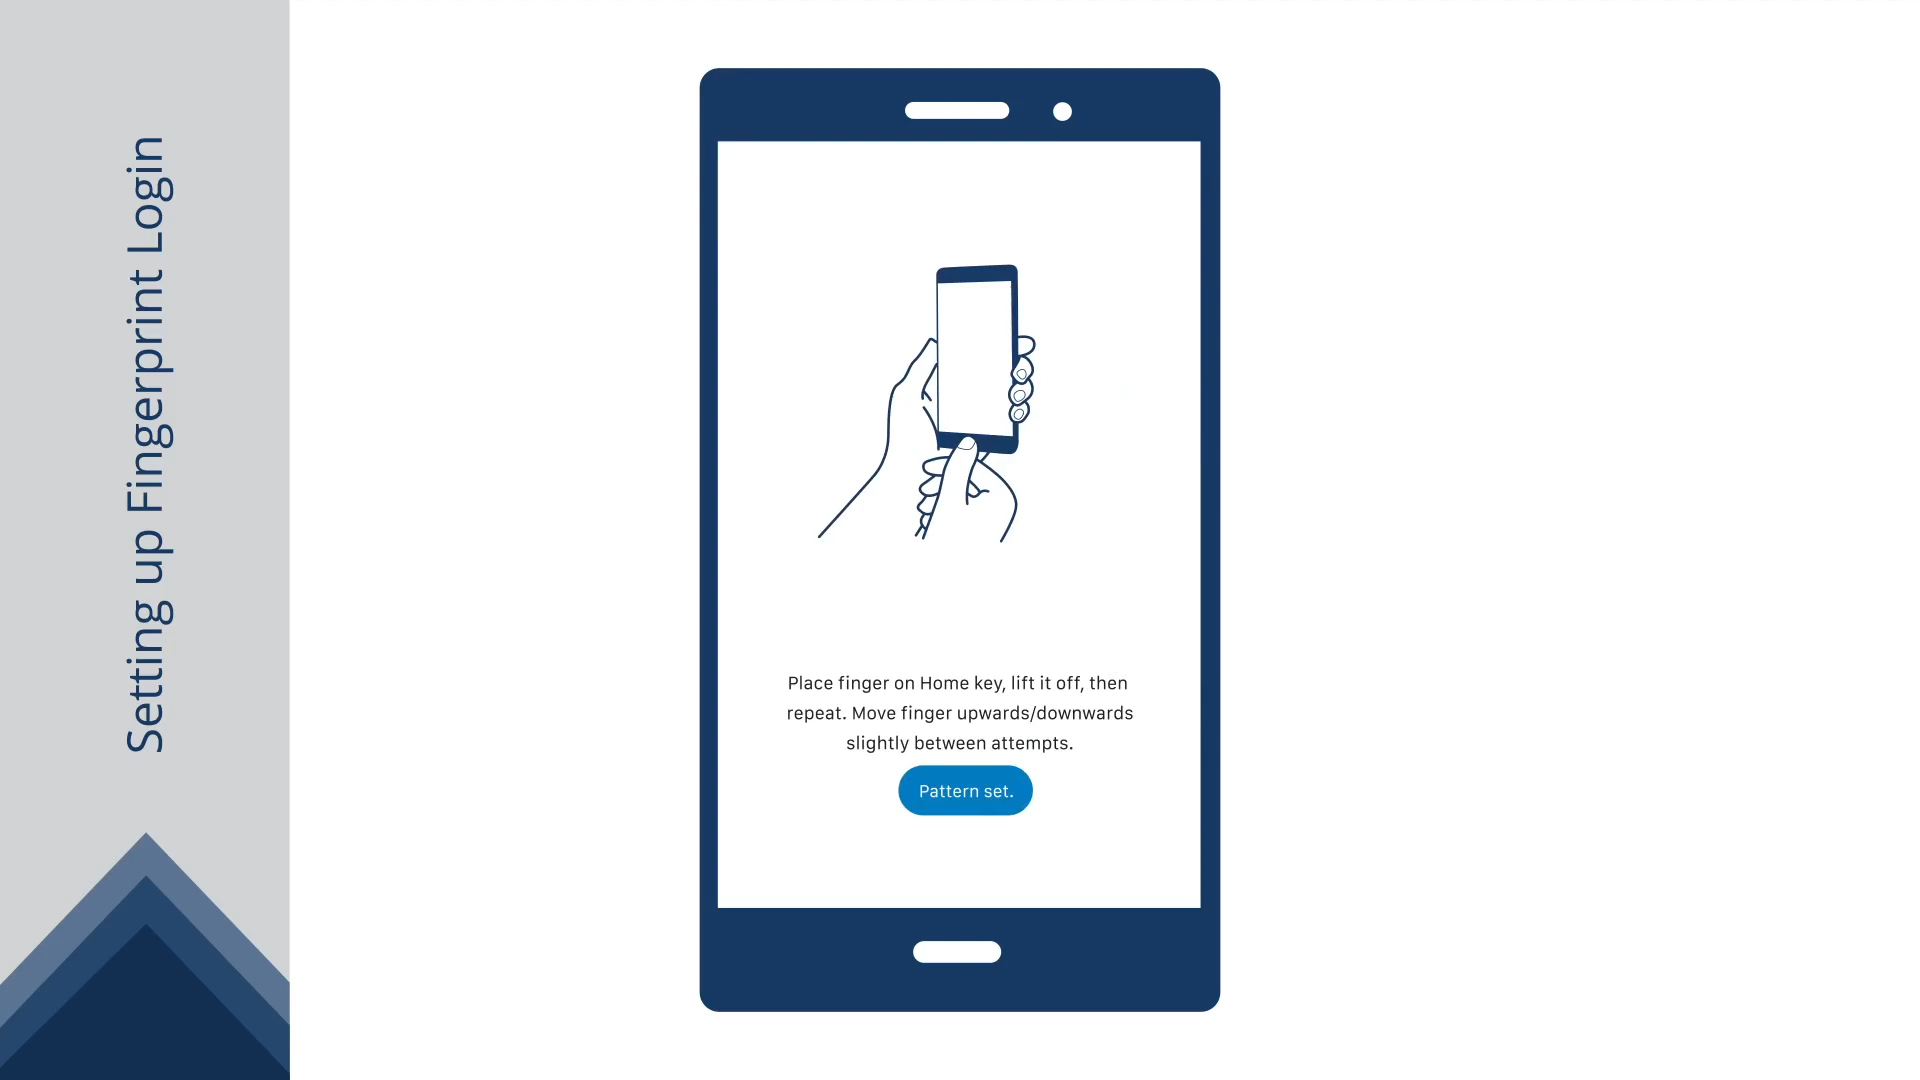 Setting up Fingerprint Login
Place finger on Home key, lift it off, then
repeat. Move finger upwards/downwards
slightly between attempts.
Pattern set.